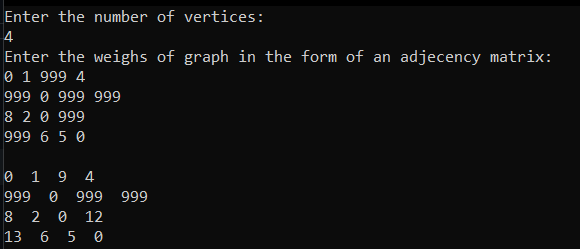 Enter the number of vertices:
4
Enter the weighs of graph in the form of an adjecency matrix:
0 1 999 4
999 0 999 999
8 2 0 999
999 6 5 0
0 1 9 4
999 0 999 999
8 2 0 12
13 6 5 0